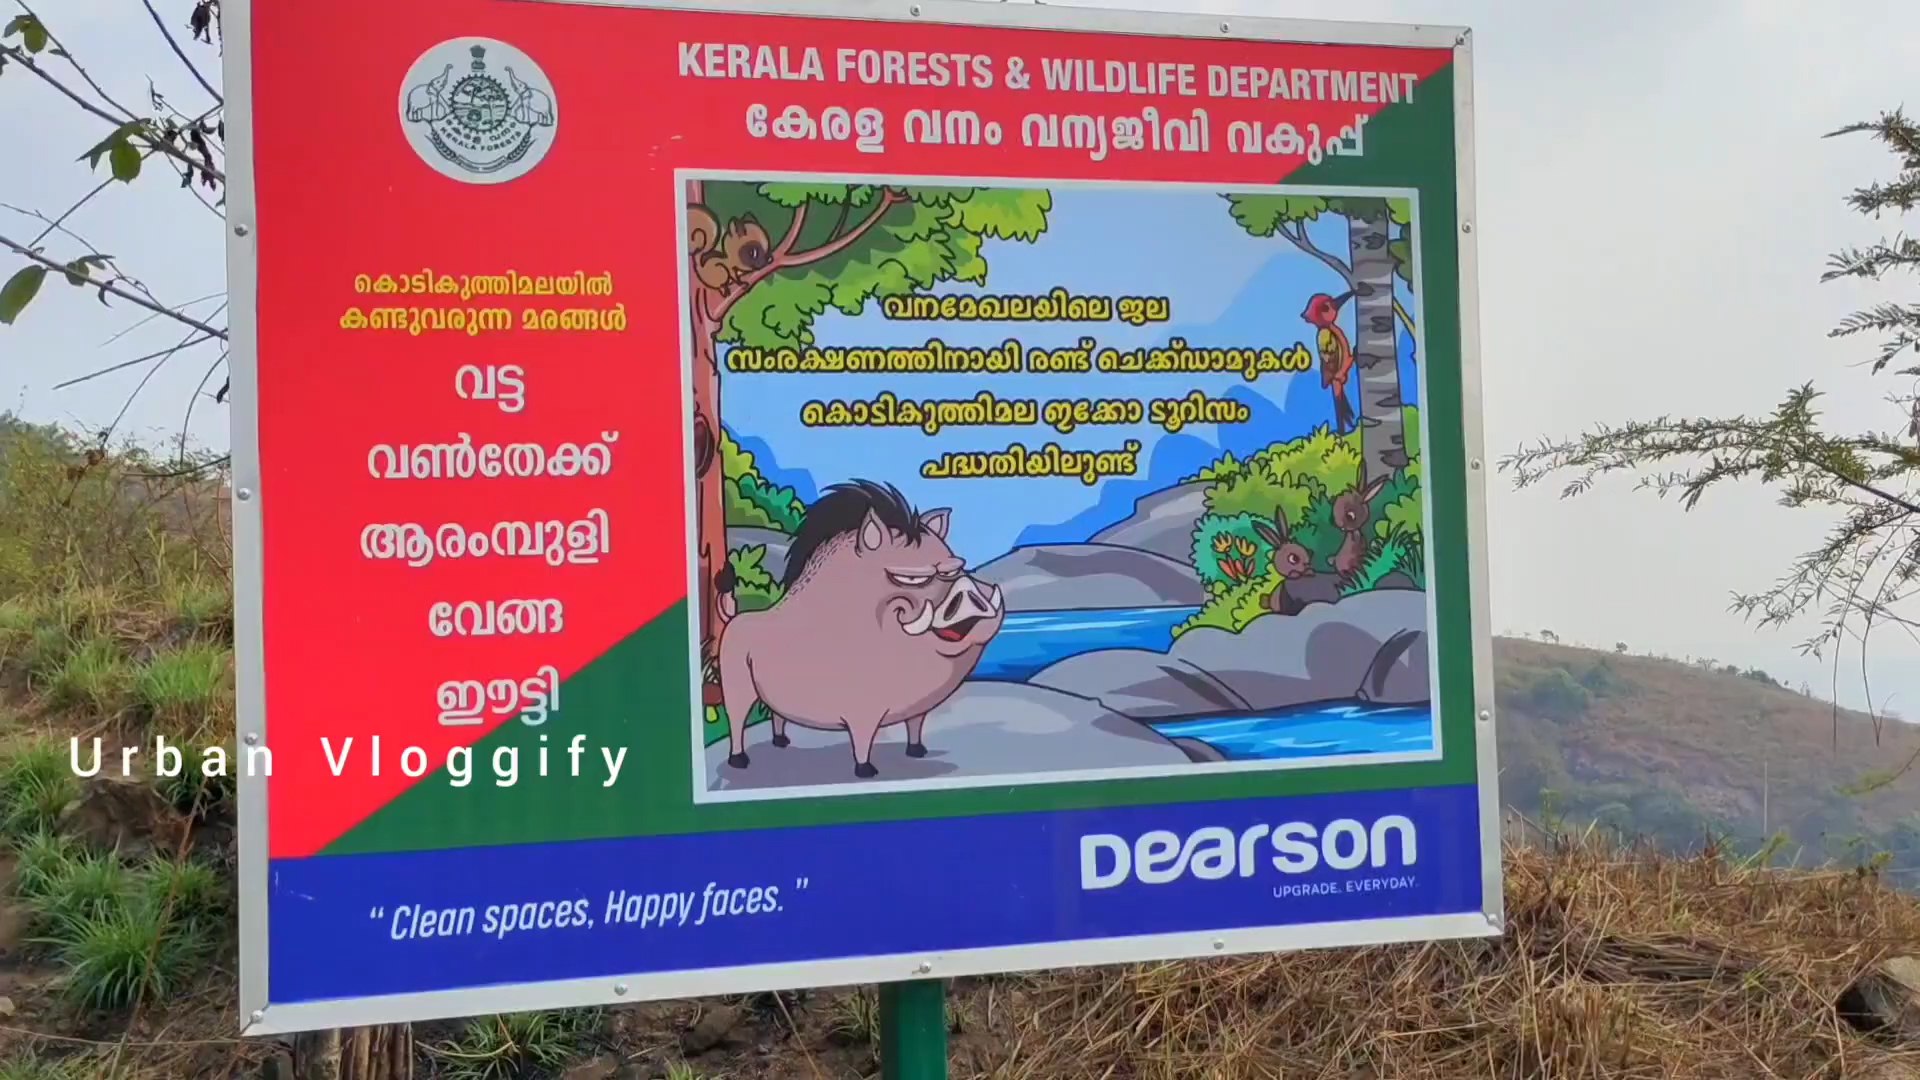 KERALA FORESTS & WILDLIFE DEPARTMENT
കേരള വനം വന്യജീവി വകുപ്പ്
KERALA FORESTS
കൊടികുത്തിമലയിൽ
കണ്ടുവരുന്ന മരങ്ങൾ
വട്ട
വൺതേക്ക്
ആരംമ്പുളി
വേങ്ങ
ഈട്ടി
വനമേഖലയിലെ ജല
സംരക്ഷണത്തിനായി രണ്ട് ചെക്ക്ഡാമുകൾ
കൊടികുത്തിമല ഇക്കോ ടൂറിസം
പദ്ധതിയിലുണ്ട്
Urban Vloggify
“ Clean spaces, Happy faces. ”
Dearson
UPGRADE. EVERYDAY.